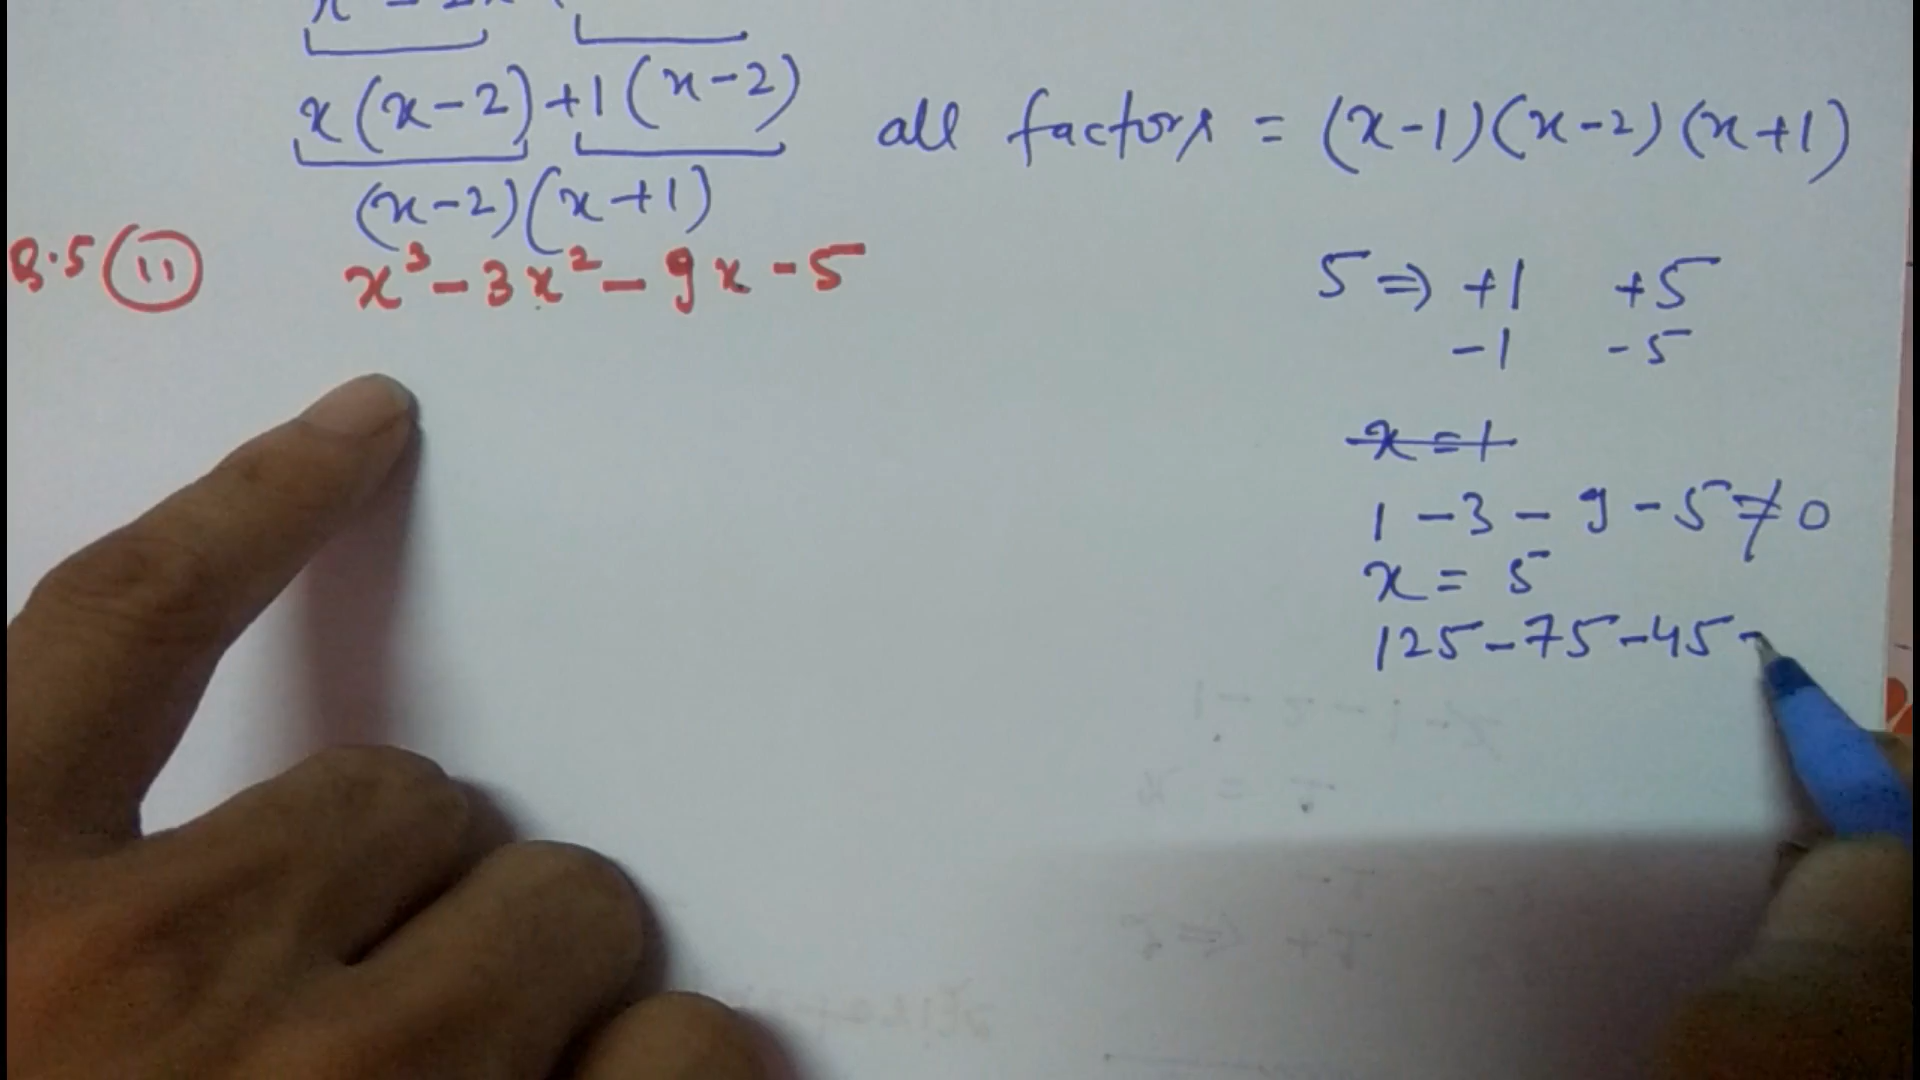 x(x-2)+1(x-2)
(x-2)(x+1)
all factors = (x-1)(x-2)(x+1)
Q.5 (ii) x³-3x²-9x-5
5⇒ +1 +5
-1 -5
x=1
1-3-9-5≠0
x= 5
125-75-45-